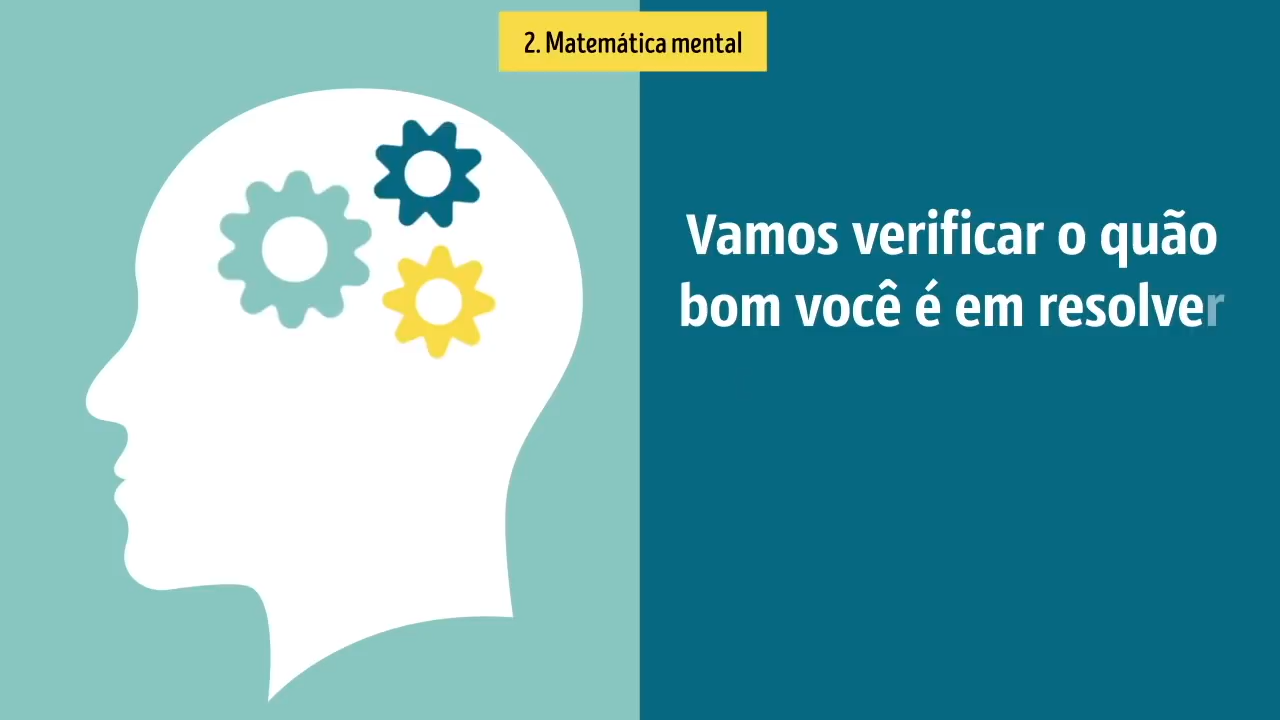 2. Matemática mental
Vamos verificar o quão
bom você é em resolver